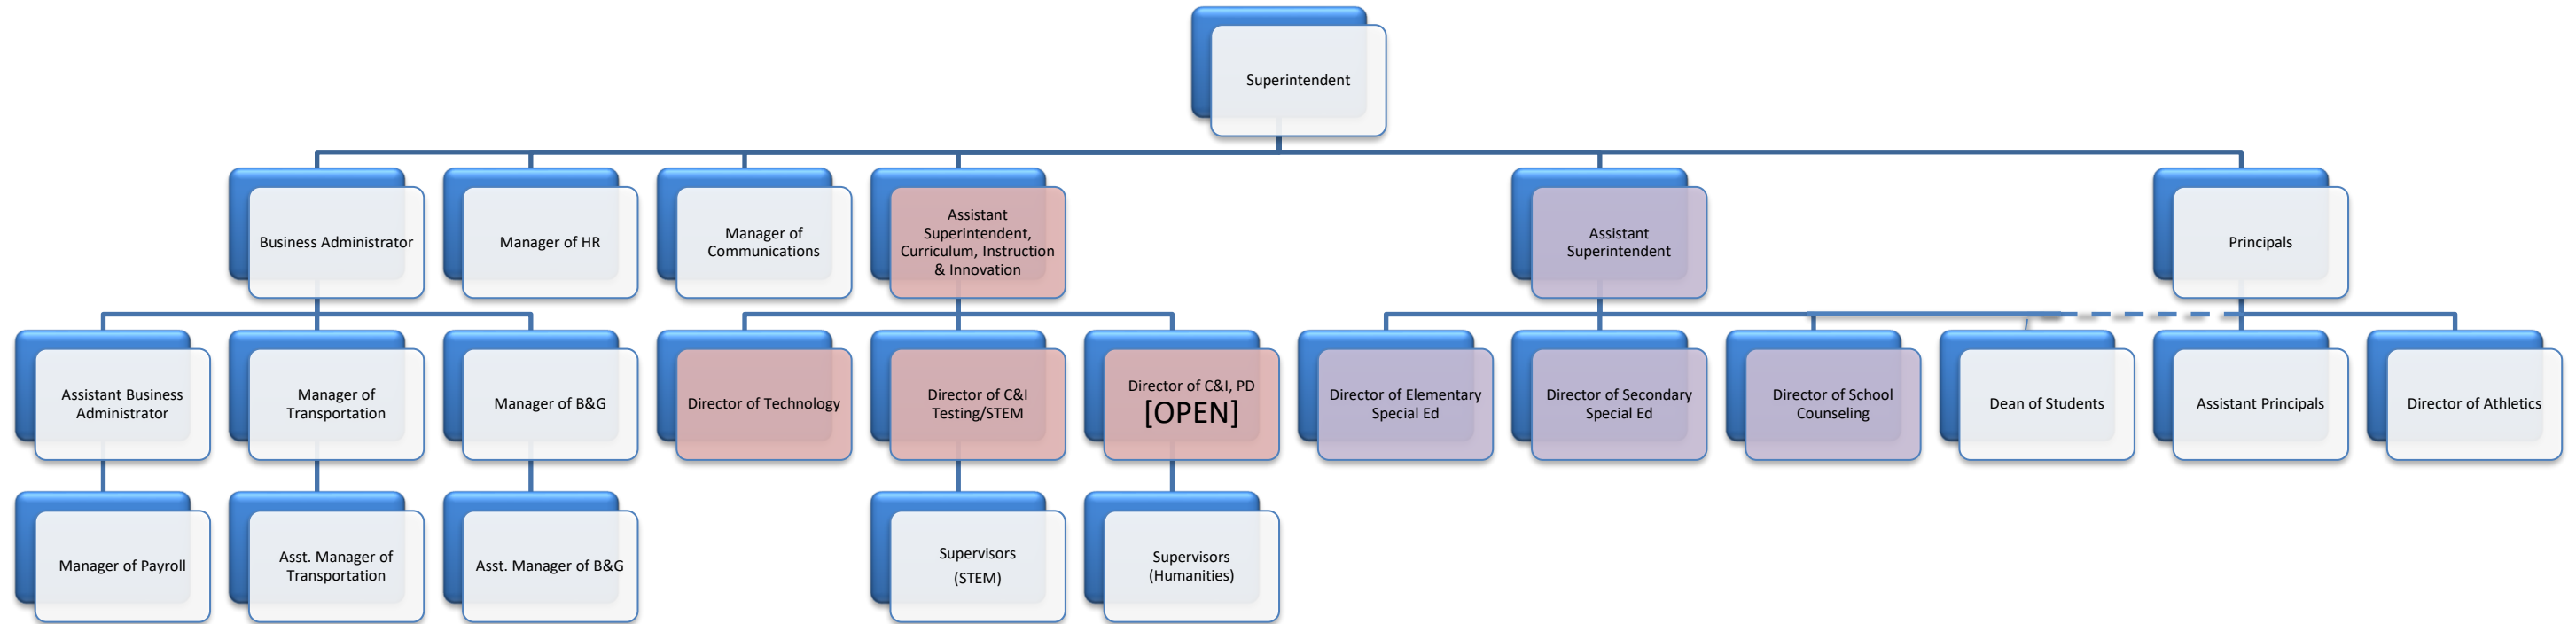 Superintendent
Business Administrator
Manager of HR
Manager of
Communications
Assistant
Superintendent,
Curriculum, Instruction
& Innovation
Assistant
Superintendent
Principals
Assistant Business
Administrator
Manager of
Transportation
Manager of B&G
Director of Technology
Director of C&I
Testing/STEM
Director of C&I, PD
[OPEN]
Director of Elementary
Special Ed
Director of Secondary
Special Ed
Director of School
Counseling
Dean of Students
Assistant Principals
Director of Athletics
Manager of Payroll
Asst. Manager of
Transportation
Asst. Manager of B&G
Supervisors
(STEM)
Supervisors
(Humanities)